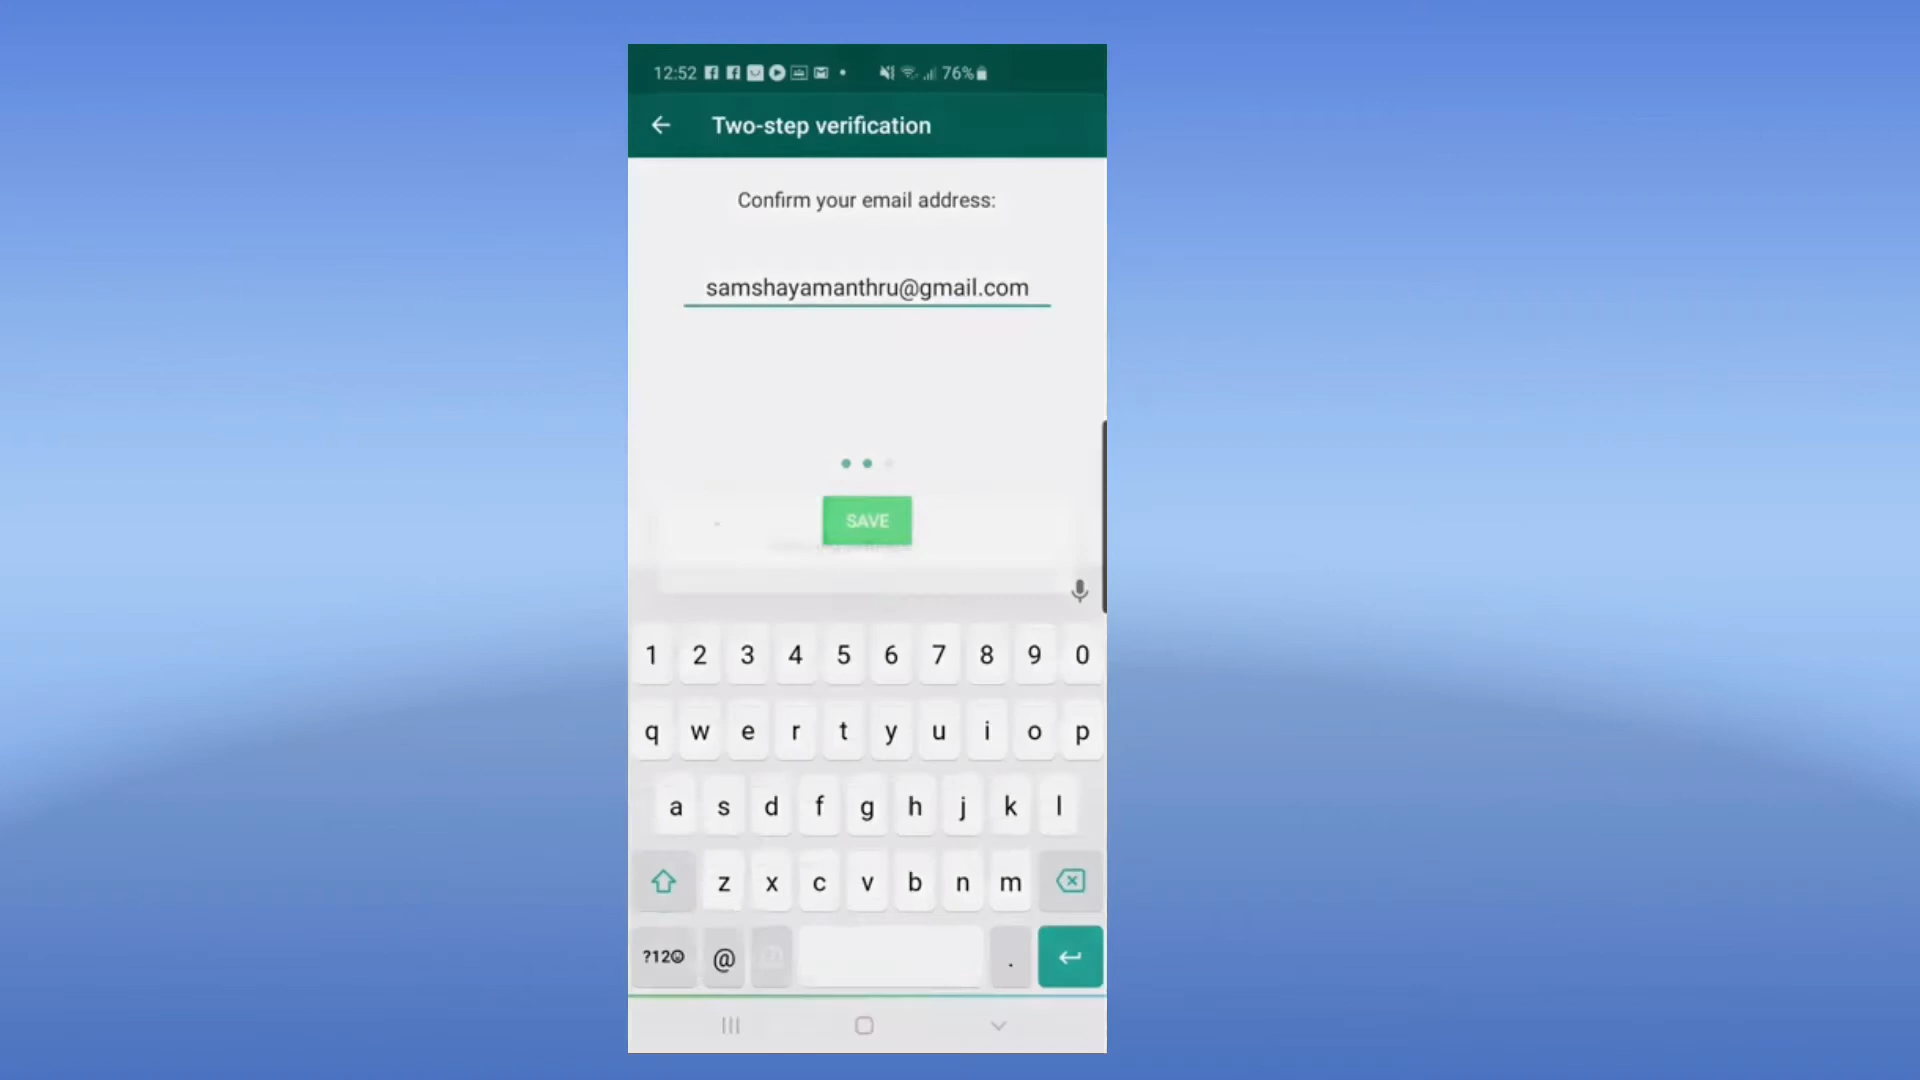 12:52 76%
Two-step verification
Confirm your email address:
samshayamanthru@gmail.com
SAVE
1 2 3 4 5 6 7 8 9 0
q w e r t y u i o p
a s d f g h j k l
z x c v b n m
?12☺ @ .